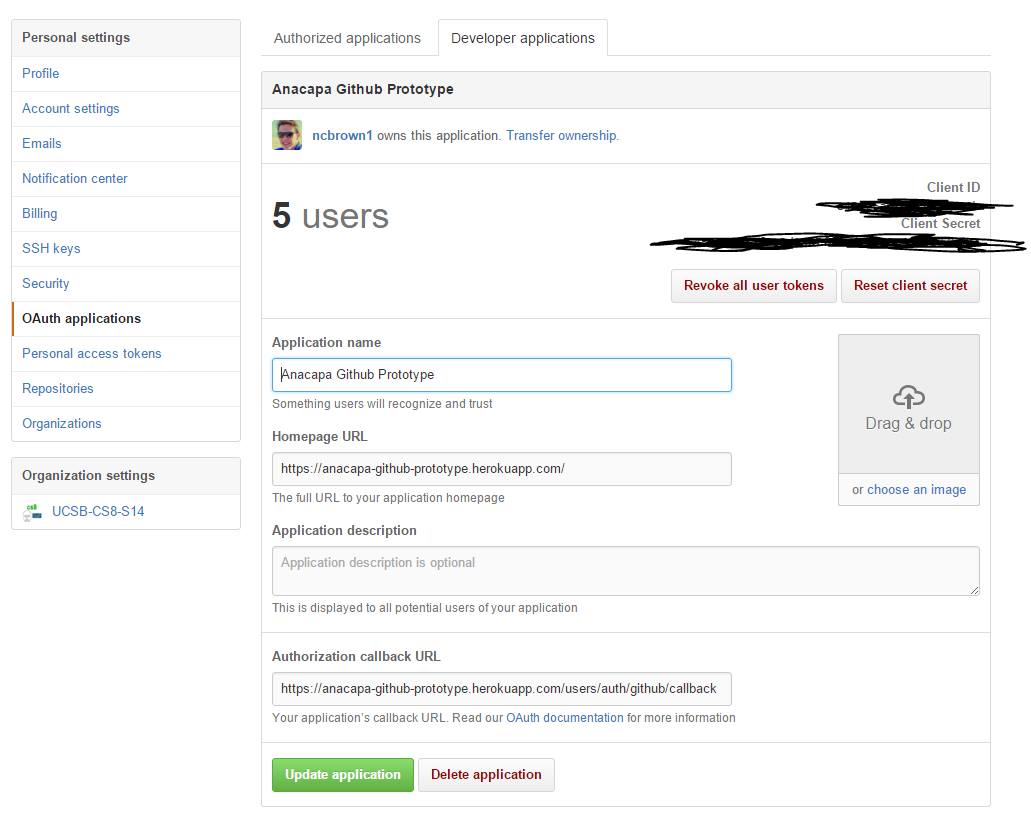 Personal settings
Profile
Account settings
Emails
Notification center
Billing
SSH keys
Security
OAuth applications
Personal access tokens
Repositories
Organizations
Organization settings
UCSB-CS8-S14
Authorized applications
Developer applications
Anacapa Github Prototype
ncbrown1 owns this application. Transfer ownership.
5 users
Client ID
Client Secret
Revoke all user tokens
Reset client secret
Application name
Anacapa Github Prototype
Something users will recognize and trust
Homepage URL
https://anacapa-github-prototype.herokuapp.com/
The full URL to your application homepage
Drag & drop
or choose an image
Application description
Application description is optional
This is displayed to all potential users of your application
Authorization callback URL
https://anacapa-github-prototype.herokuapp.com/users/auth/github/callback
Your application's callback URL. Read our OAuth documentation for more information
Update application
Delete application